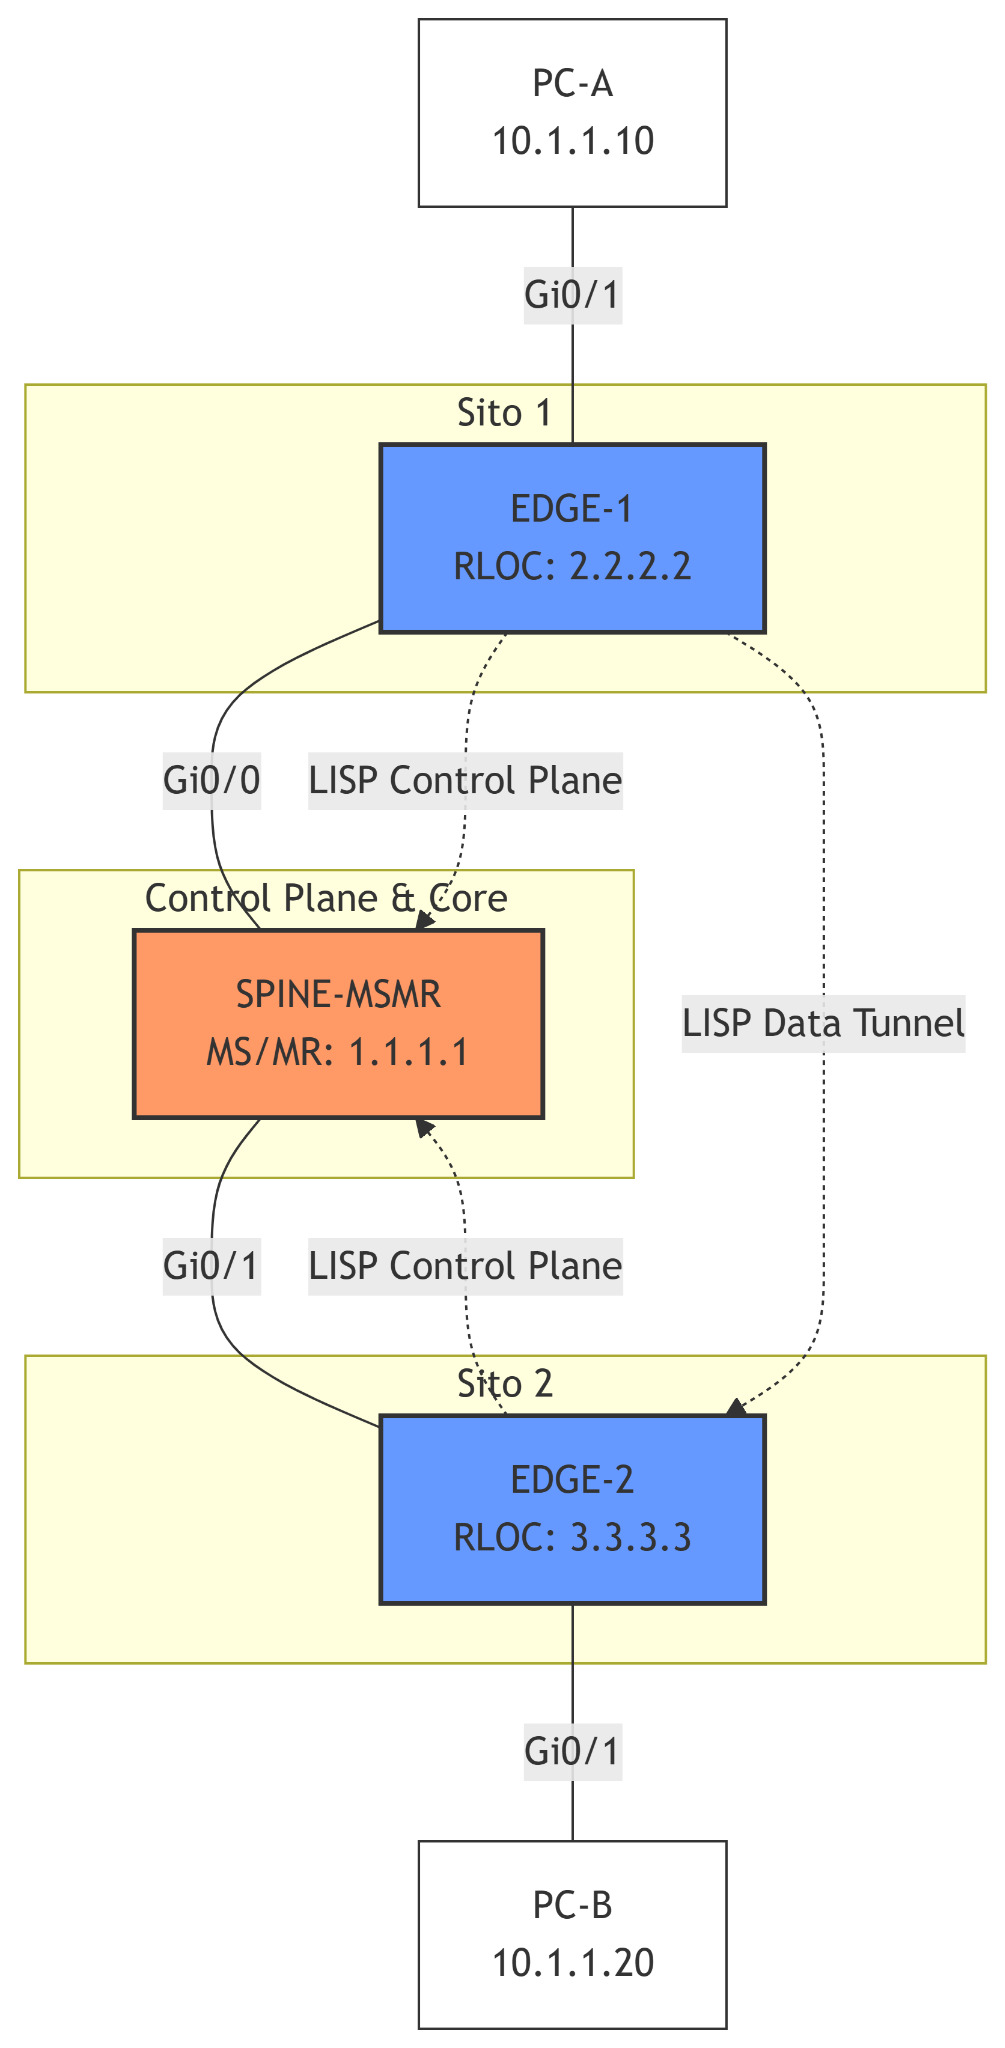 PC-A
10.1.1.10
Gi0/1
Sito 1
EDGE-1
RLOC: 2.2.2.2
Gi0/0
LISP Control Plane
Control Plane & Core
SPINE-MSMR
MS/MR: 1.1.1.1
LISP Data Tunnel
Gi0/1
LISP Control Plane
Sito 2
EDGE-2
RLOC: 3.3.3.3
Gi0/1
PC-B
10.1.1.20